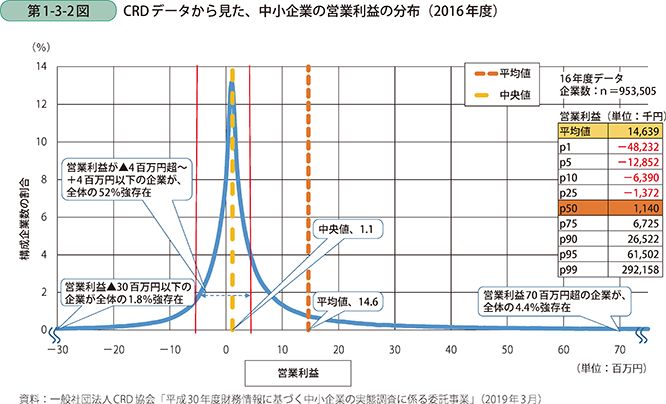 第1-3-2図 CRDデータから見た、中小企業の営業利益の分布（2016年度）
（%）
14
12
10
8
6
4
2
0
構成企業数の割合
平均値
中央値
16年度データ
企業数：n＝953,505
営業利益（単位：千円）
平均値 14,639
p1 －48,232
p5 －12,852
p10 －6,390
p25 －1,372
p50 1,140
p75 6,725
p90 26,522
p95 61,502
p99 292,158
営業利益が▲4百万円超～
＋4百万円以下の企業が、
全体の52%強存在
営業利益▲30百万円以下の
企業が全体の1.8%強存在
中央値、1.1
平均値、14.6
営業利益70百万円超の企業が、
全体の4.4%強存在
－30 －20 －10 0 10 20 30 40 50 60 70
（単位：百万円）
営業利益
資料：一般社団法人CRD協会「平成30年度財務情報に基づく中小企業の実態調査に係る委託事業」（2019年3月）